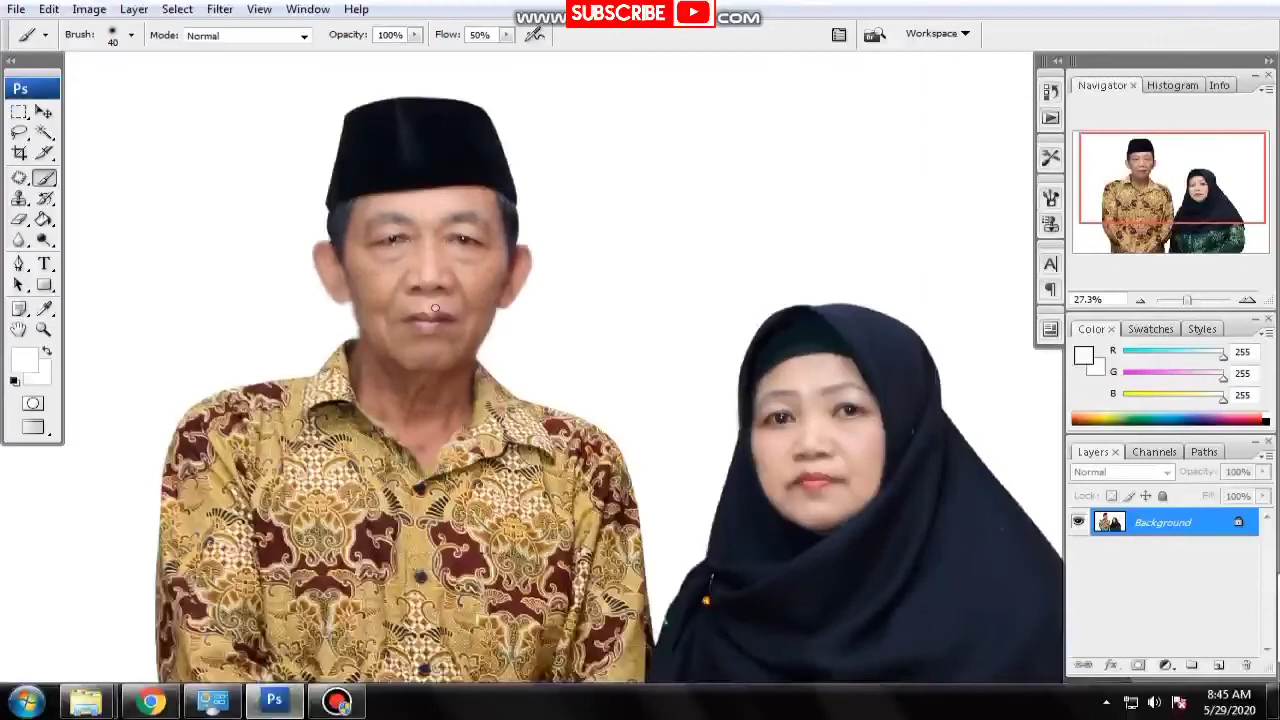 www.
SUBSCRIBE
COM
File Edit Image Layer Select Filter View Window Help
Brush: 40 Mode: Normal Opacity: 100% Flow: 50% Workspace
Ps
Navigator Histogram Info
27.3%
Color Swatches Styles
R 255
G 255
B 255
Layers Channels Paths
Normal Opacity: 100%
Lock: Fill: 100%
Background
Ps
8:45 AM
5/29/2020